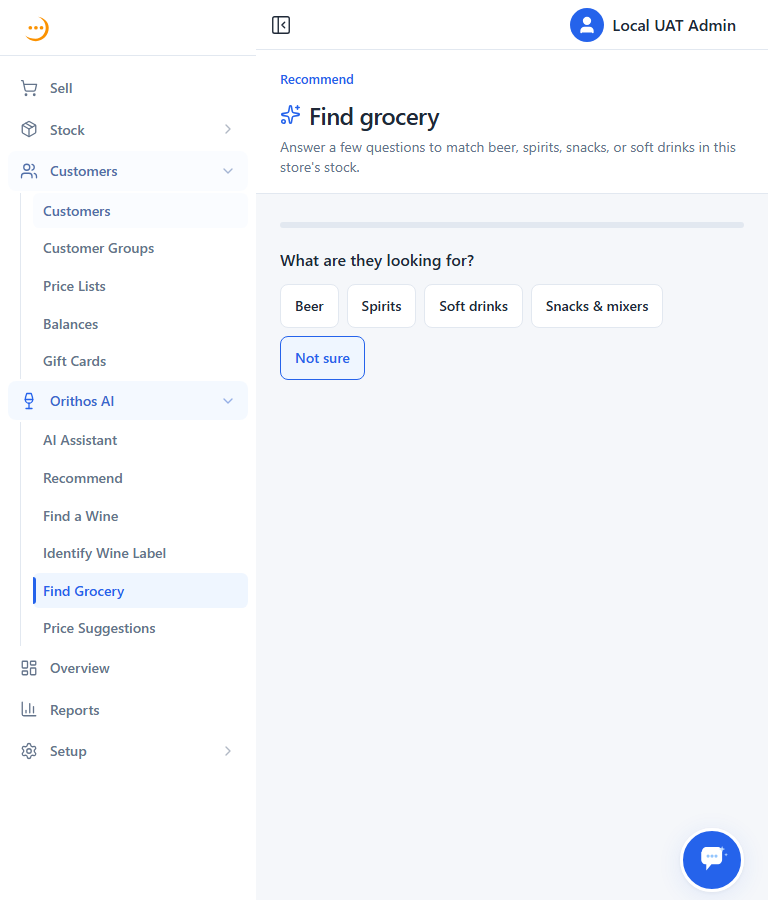 Local UAT Admin
Sell
Stock
Customers
Customers
Customer Groups
Price Lists
Balances
Gift Cards
Orithos AI
AI Assistant
Recommend
Find a Wine
Identify Wine Label
Find Grocery
Price Suggestions
Overview
Reports
Setup
Recommend
Find grocery
Answer a few questions to match beer, spirits, snacks, or soft drinks in this
store's stock.
What are they looking for?
Beer
Spirits
Soft drinks
Snacks & mixers
Not sure